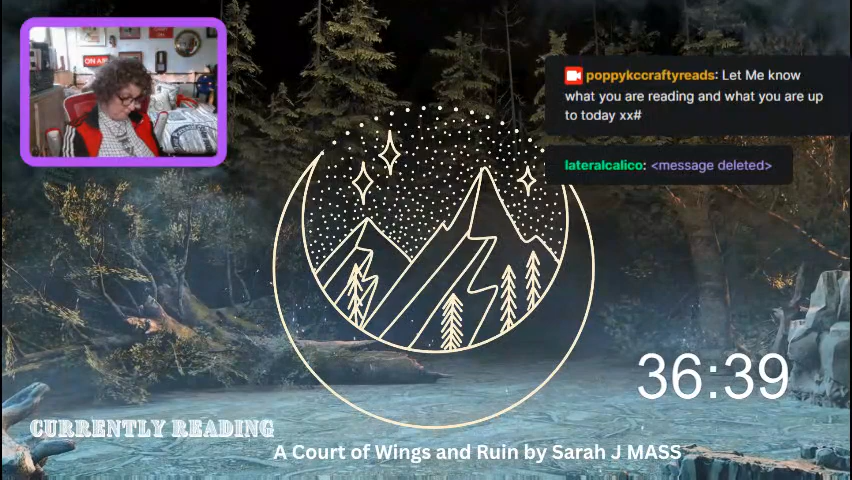 ON A
poppykccraftyreads: Let Me know
what you are reading and what you are up
to today xx#
lateralcalico: <message deleted>
36:39
CURRENTLY READING
A Court of Wings and Ruin by Sarah J MASS